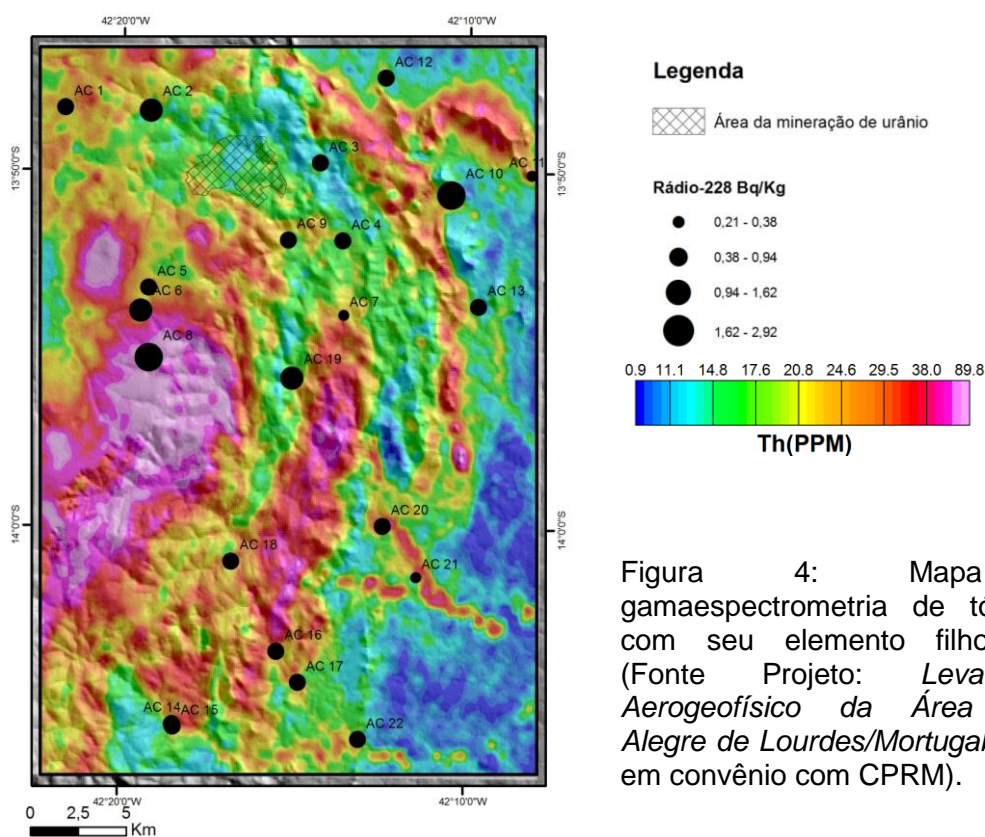 42°20'0"W
42°10'0"W
AC 12
AC 1
AC 2
AC 3
AC 11
AC 10
13°50'0"S
13°50'0"S
AC 9
AC 4
AC 5
AC 6
AC 13
AC 7
AC 8
AC 19
14°0'0"S
14°0'0"S
AC 20
AC 18
AC 21
AC 16
AC 17
AC 14
AC 15
AC 22
42°20'0"W
42°10'0"W
0 2,5 5
Km
Legenda
Área da mineração de urânio
Rádio-228 Bq/Kg
0,21 - 0,38
0,38 - 0,94
0,94 - 1,62
1,62 - 2,92
0.9 11.1 14.8 17.6 20.8 24.6 29.5 38.0 89.8
Th(PPM)
Figura 4: Mapa
gamaespectrometria de tó
com seu elemento filho
(Fonte Projeto: Leva
Aerogeofísico da Área
Alegre de Lourdes/Mortugal
em convênio com CPRM).